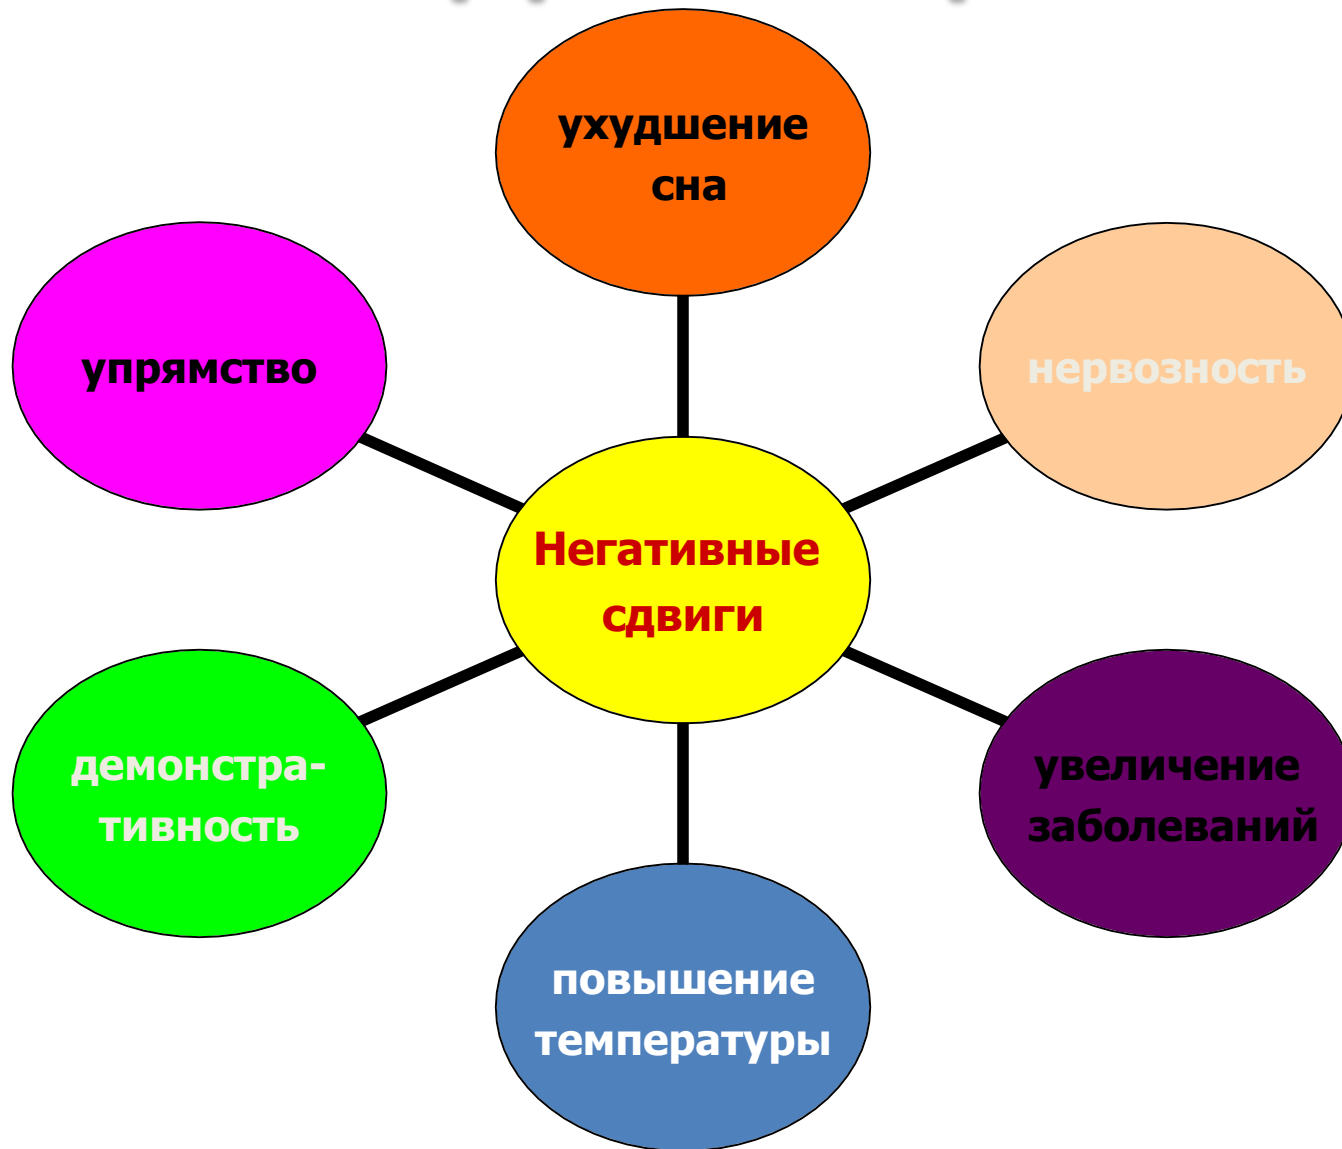 ухудшение
сна
упрямство
нервозность
Негативные
сдвиги
демонстра-
тивность
увеличение
заболеваний
повышение
температуры